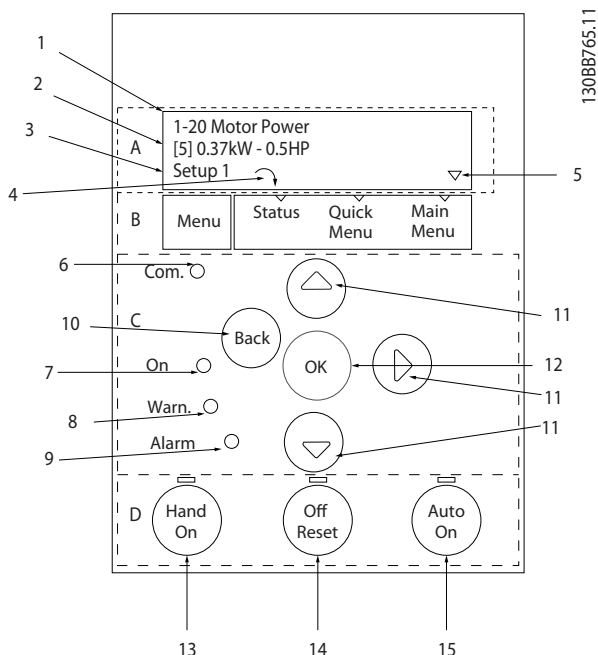 130BB765.11
1
2
3
4
5
A
1-20 Motor Power
[5] 0.37kW - 0.5HP
Setup 1
B
Menu
Status
Quick
Menu
Main
Menu
6
Com.
11
10
C
Back
OK
12
7
On
11
8
Warn.
11
9
Alarm
D
Hand
On
Off
Reset
Auto
On
13
14
15